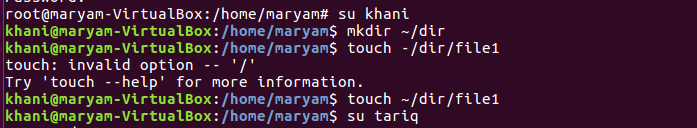 root@maryam-VirtualBox:/home/maryam# su khani
khani@maryam-VirtualBox:/home/maryam$ mkdir ~/dir
khani@maryam-VirtualBox:/home/maryam$ touch -/dir/file1
touch: invalid option -- '/'
Try 'touch --help' for more information.
khani@maryam-VirtualBox:/home/maryam$ touch ~/dir/file1
khani@maryam-VirtualBox:/home/maryam$ su tariq